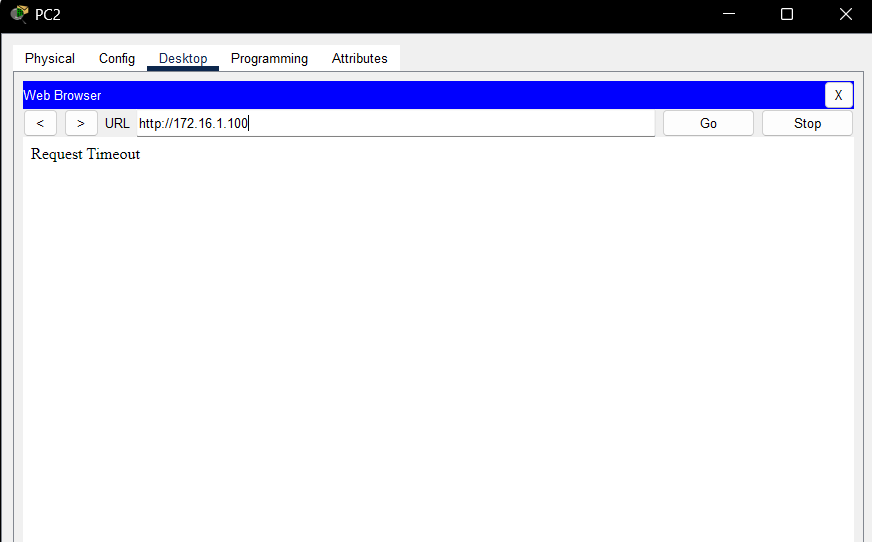 PC2
Physical Config Desktop Programming Attributes
Web Browser X
< > URL http://172.16.1.100 Go Stop
Request Timeout